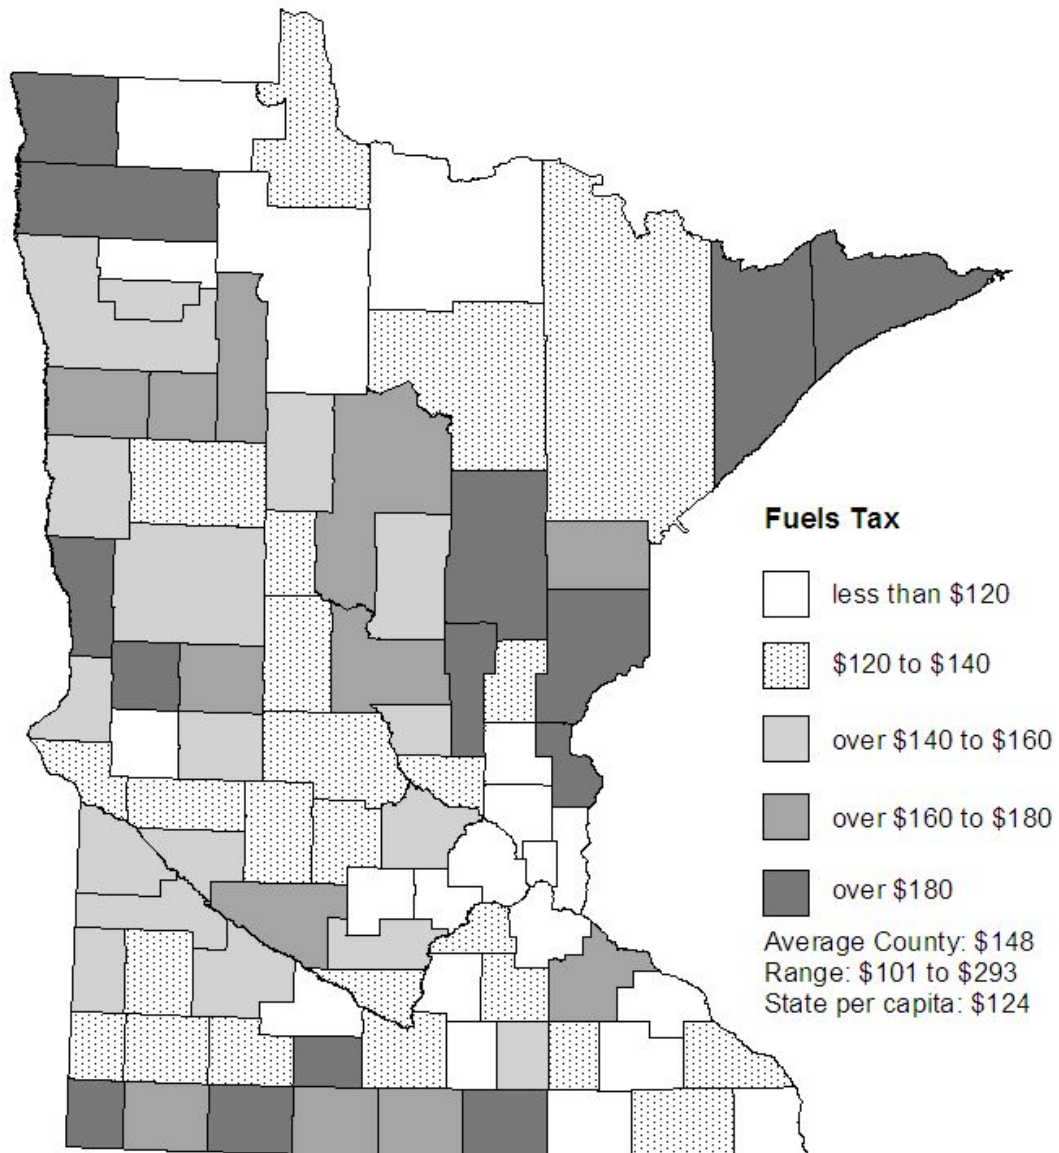 Fuels Tax
less than $120
$120 to $140
over $140 to $160
over $160 to $180
over $180
Average County: $148
Range: $101 to $293
State per capita: $124